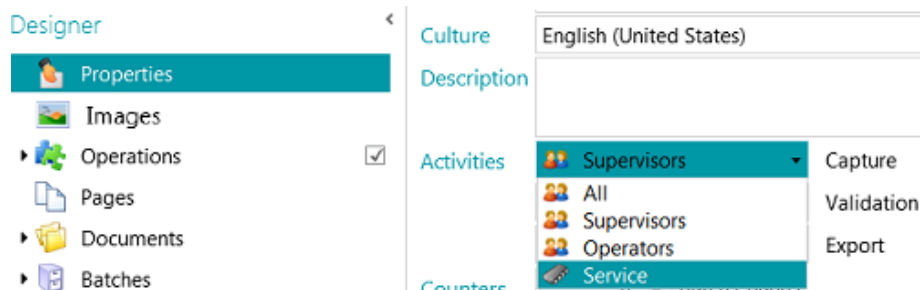 Designer
Properties
Images
Operations
Pages
Documents
Batches
Culture
English (United States)
Description
Activities
Supervisors
Capture
All
Supervisors
Operators
Service
Validation
Export
Counters